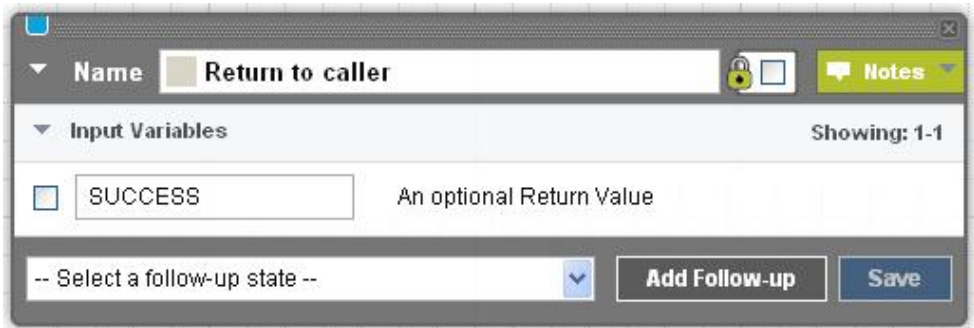 Name Return to caller Notes
Input Variables Showing: 1-1
SUCCESS An optional Return Value
-- Select a follow-up state -- Add Follow-up Save